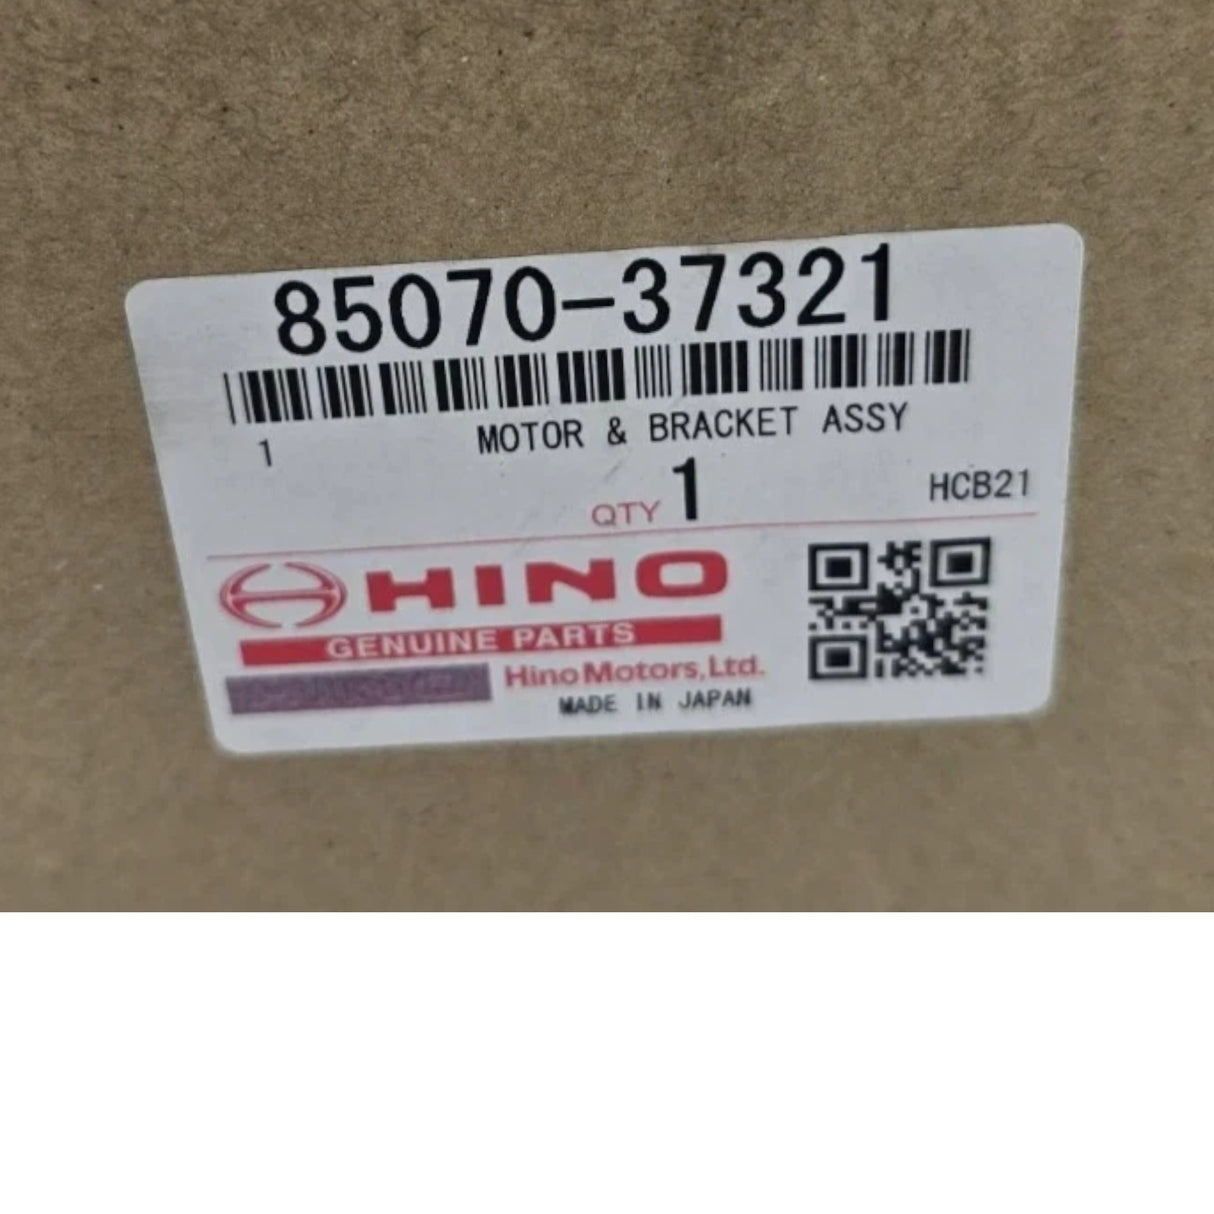 85070-37321
1 MOTOR & BRACKET ASSY
QTY 1 HCB21
HINO
GENUINE PARTS
Hino Motors, Ltd.
MADE IN JAPAN